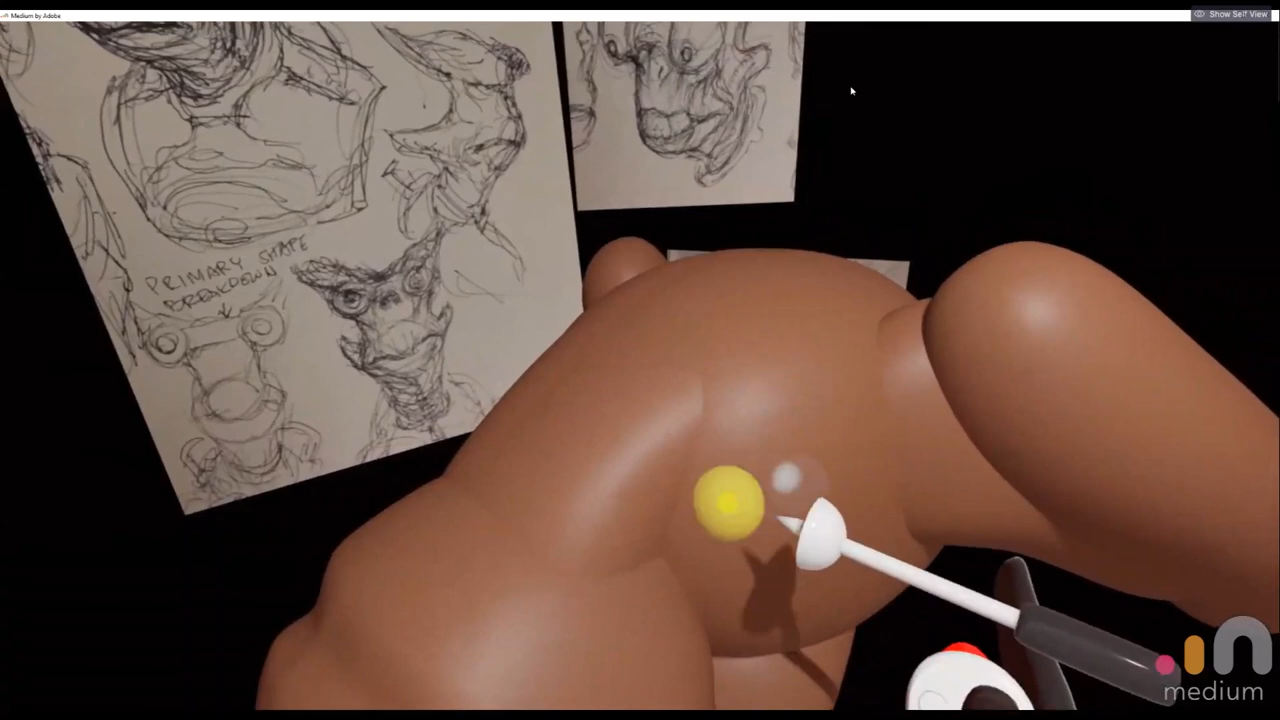 Medium by Adobe
Show Self View
PRIMARY SHAPE
BREAKDOWN
medium